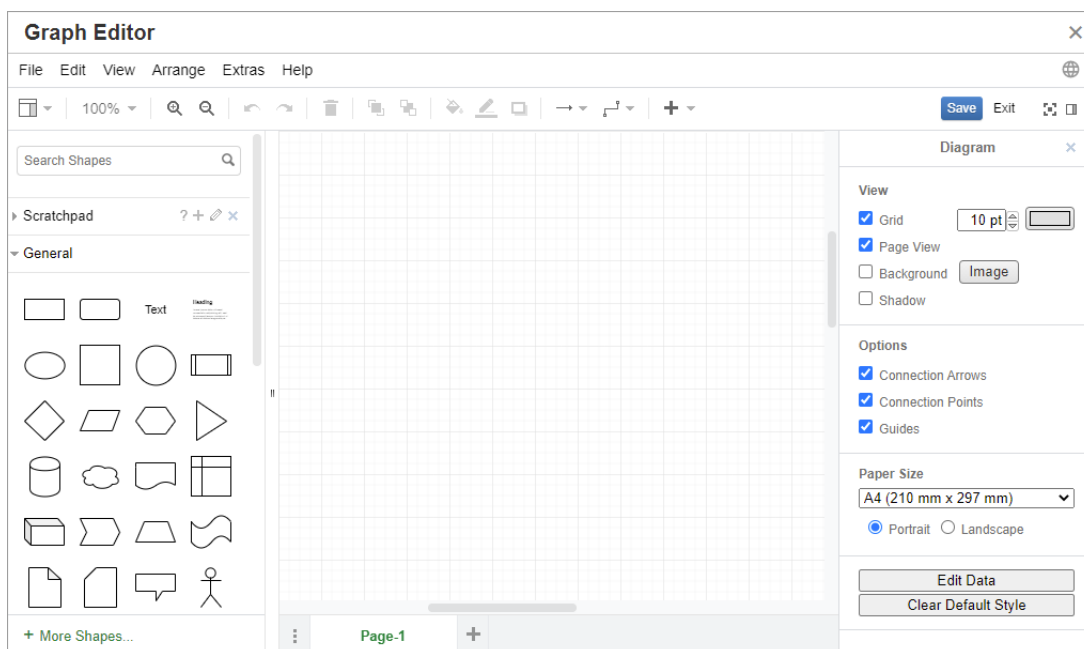 Graph Editor
File Edit View Arrange Extras Help
100%
Save Exit
Search Shapes
Scratchpad
?
General
Text
Heading
+ More Shapes...
Page-1
Diagram
View
Grid 10 pt
Page View
Background Image
Shadow
Options
Connection Arrows
Connection Points
Guides
Paper Size
A4 (210 mm x 297 mm)
Portrait Landscape
Edit Data
Clear Default Style